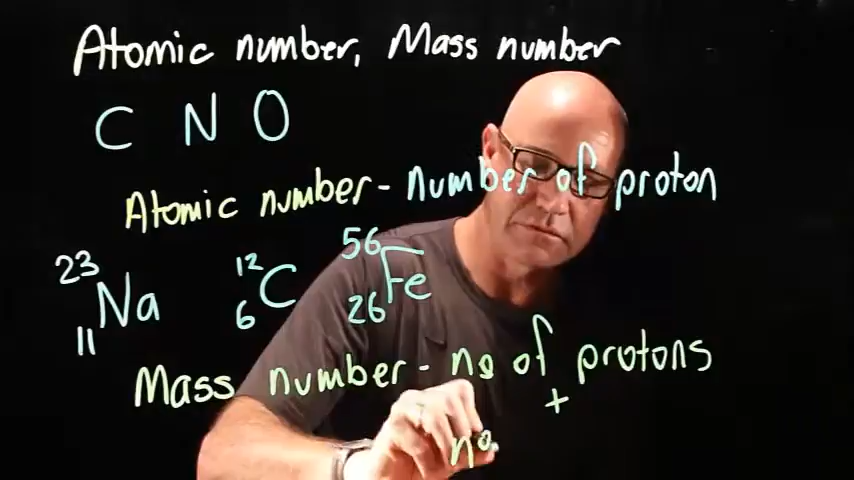 Atomic number, Mass number
C N O
Atomic number - number of proton
23 11 Na 12 6 C 56 26 Fe
Mass number - no of protons
+
no